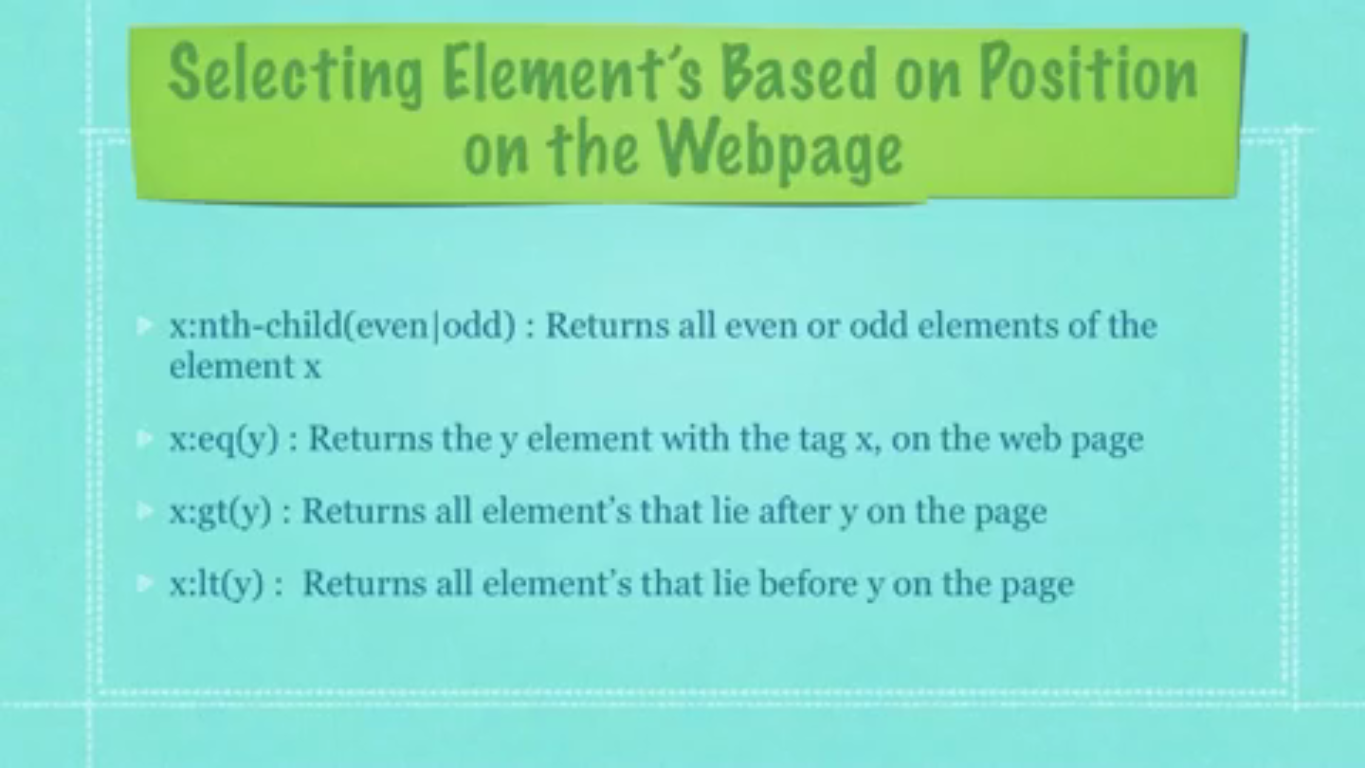 Selecting Element's Based on Position
on the Webpage
x:nth-child(even|odd) : Returns all even or odd elements of the
element x
x:eq(y) : Returns the y element with the tag x, on the web page
x:gt(y) : Returns all element's that lie after y on the page
x:lt(y) :  Returns all element's that lie before y on the page